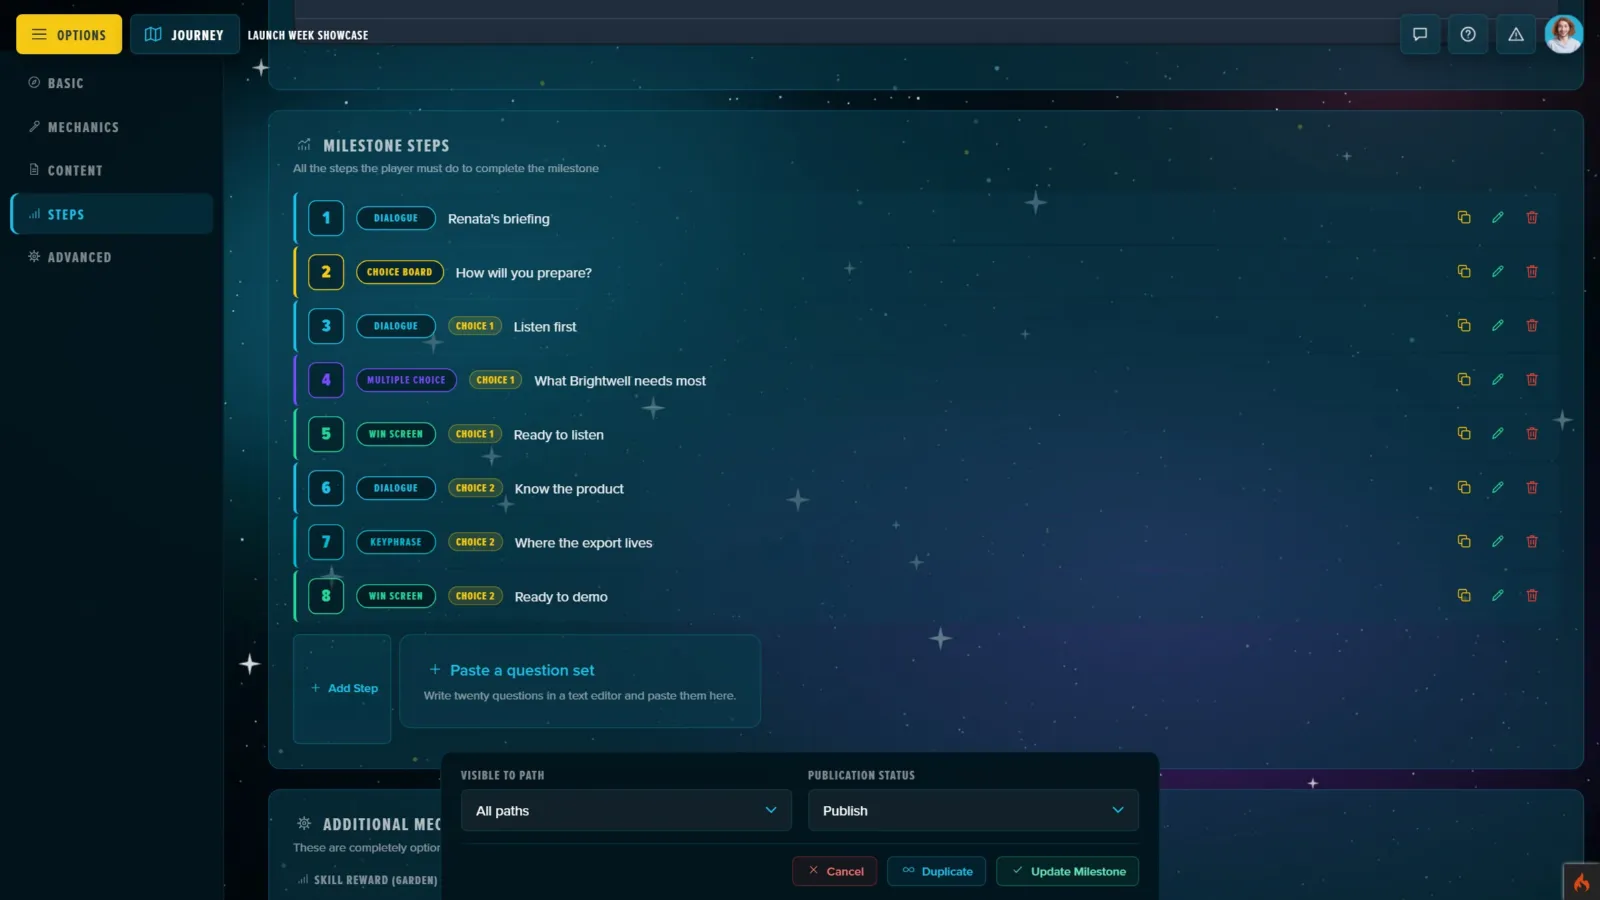 OPTIONS
JOURNEY
LAUNCH WEEK SHOWCASE
BASIC
MECHANICS
CONTENT
STEPS
ADVANCED
MILESTONE STEPS
All the steps the player must do to complete the milestone
1 DIALOGUE Renata's briefing
2 CHOICE BOARD How will you prepare?
3 DIALOGUE CHOICE 1 Listen first
4 MULTIPLE CHOICE CHOICE 1 What Brightwell needs most
5 WIN SCREEN CHOICE 1 Ready to listen
6 DIALOGUE CHOICE 2 Know the product
7 KEYPHRASE CHOICE 2 Where the export lives
8 WIN SCREEN CHOICE 2 Ready to demo
+ Add Step
+ Paste a question set
Write twenty questions in a text editor and paste them here.
VISIBLE TO PATH
All paths
PUBLICATION STATUS
Publish
Cancel
Duplicate
Update Milestone
ADDITIONAL MEC
These are completely option
SKILL REWARD (GARDEN)